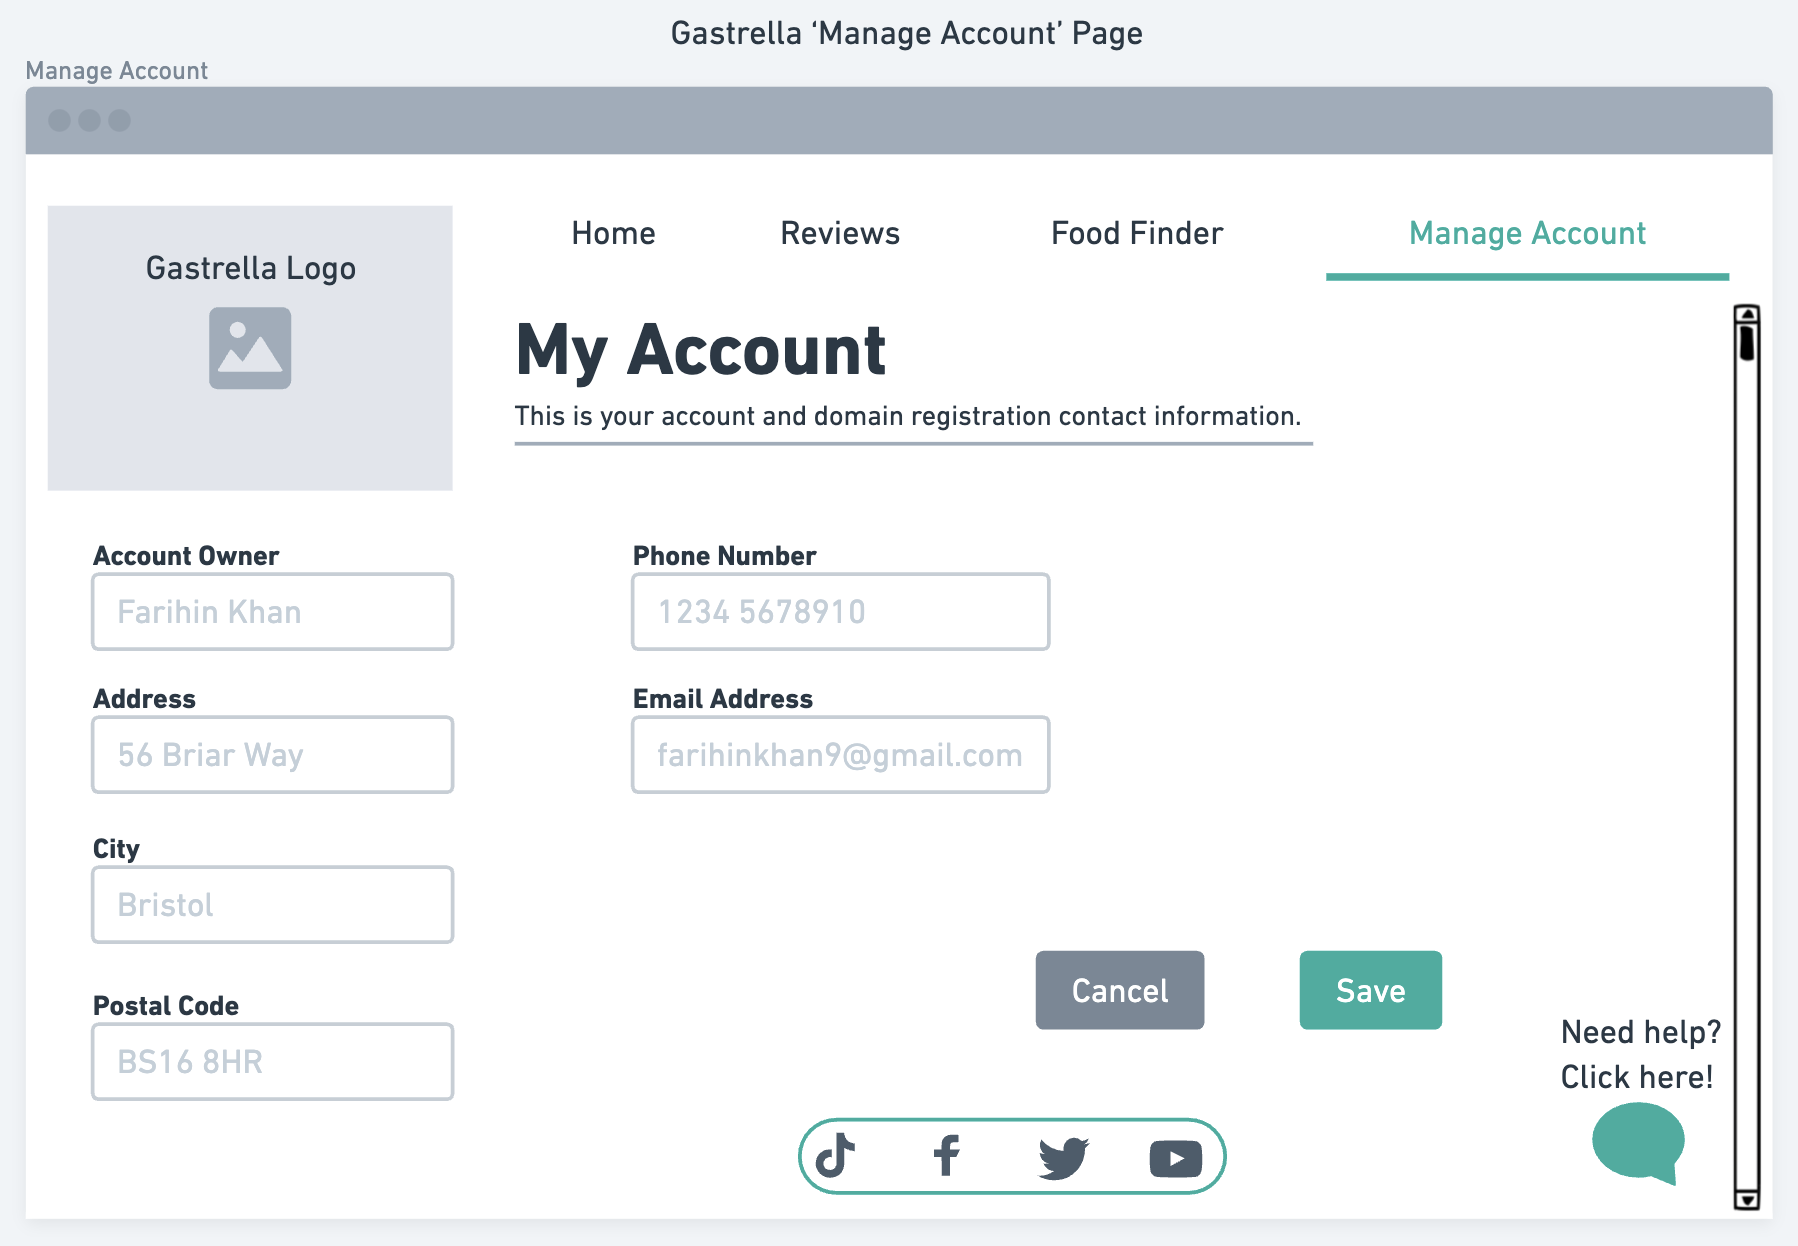 Gastrella ‘Manage Account’ Page
Manage Account
Gastrella Logo
Home
Reviews
Food Finder
Manage Account
My Account
This is your account and domain registration contact information.
Account Owner
Farihin Khan
Phone Number
1234 5678910
Address
56 Briar Way
Email Address
farihinkhan9@gmail.com
City
Bristol
Postal Code
BS16 8HR
Cancel
Save
Need help?
Click here!